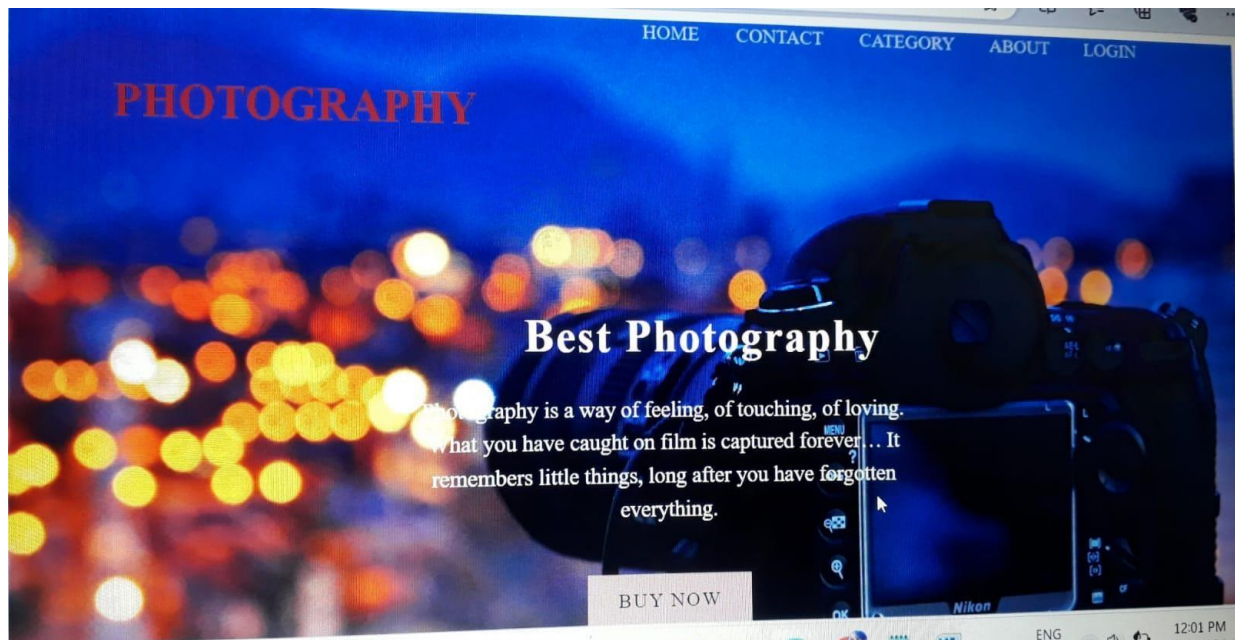 HOME CONTACT CATEGORY ABOUT LOGIN
PHOTOGRAPHY
Best Photography
Photography is a way of feeling, of touching, of loving.
What you have caught on film is captured forever... It
remembers little things, long after you have forgotten
everything.
MENU
?
BUY NOW
OK
Nikon
ENG
12:01 PM